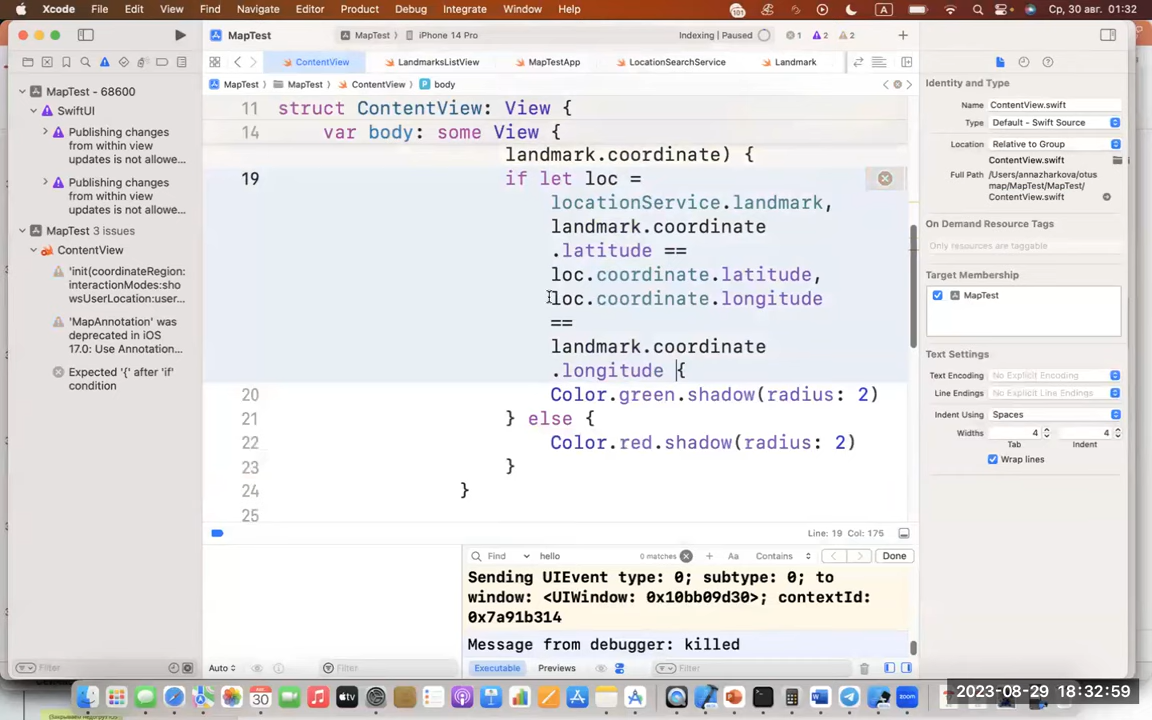 Xcode File Edit View Find Navigate Editor Product Debug Integrate Window Help A Ср, 30 авг. 01:32
MapTest MapTest iPhone 14 Pro Indexing | Paused 1 2 2
ContentView LandmarksListView MapTestApp LocationSearchService Landmark
MapTest MapTest ContentView body
MapTest - 68600
SwiftUI
Publishing changes
from within view
updates is not allowe...
Publishing changes
from within view
updates is not allowe...
MapTest 3 issues
ContentView
'init(coordinateRegion:
interactionModes:sho
wsUserLocation:user...
'MapAnnotation' was
deprecated in iOS
17.0: Use Annotation...
Expected '{' after 'if'
condition
Filter
11 struct ContentView: View {
14 var body: some View {
landmark.coordinate) {
19 if let loc =
locationService.landmark,
landmark.coordinate
.latitude ==
loc.coordinate.latitude,
loc.coordinate.longitude
==
landmark.coordinate
.longitude {
20 Color.green.shadow(radius: 2)
21 } else {
22 Color.red.shadow(radius: 2)
23 }
24 }
25
Line: 19 Col: 175
Find hello 0 matches Aa Contains Done
Sending UIEvent type: 0; subtype: 0; to
window: <UIWindow: 0x10bb09d30>; contextId:
0x7a91b314
Message from debugger: killed
Auto Filter Executable Previews Filter
Identity and Type
Name ContentView.swift
Type Default - Swift Source
Location Relative to Group
ContentView.swift
Full Path /Users/annazharkova/otus
map/MapTest/MapTest/
ContentView.swift
On Demand Resource Tags
Only resources are taggable
Target Membership
MapTest
Text Settings
Text Encoding No Explicit Encoding
Line Endings No Explicit Line Endings
Indent Using Spaces
Widths 4 4
Tab Indent
Wrap lines
30 tv zoom
2023-08-29 18:32:59